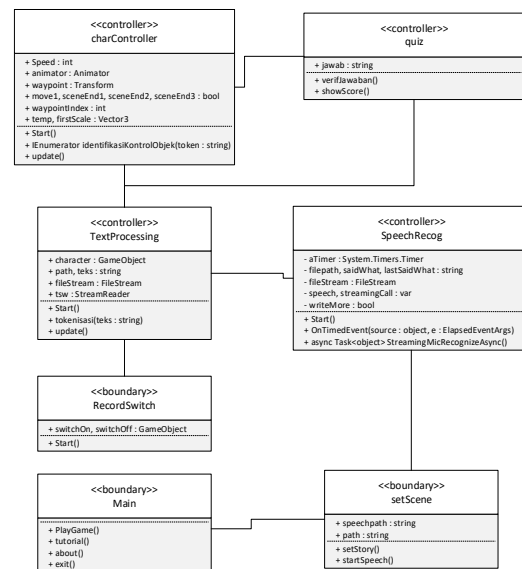 <<controller>>
charController
+ Speed : int
+ animator : Animator
+ waypoint : Transform
+ move1, sceneEnd1, sceneEnd2, sceneEnd3 : bool
+ waypointIndex : int
+ temp, firstScale : Vector3
+ Start()
+ IEnumerator identifikasiKontrolObjek(token : string)
+ update()
<<controller>>
quiz
+ jawab : string
+ verifJawaban()
+ showScore()
<<controller>>
TextProcessing
+ character : GameObject
+ path, teks : string
+ fileStream : FileStream
+ tsw : StreamReader
+ Start()
+ tokenisasi(teks : string)
+ update()
<<controller>>
SpeechRecog
- aTimer : System.Timers.Timer
- filepath, saidWhat, lastSaidWhat : string
- fileStream : FileStream
- speech, streamingCall : var
- writeMore : bool
+ Start()
+ OnTimedEvent(source : object, e : ElapsedEventArgs)
+ async Task<object> StreamingMicRecognizeAsync()
<<boundary>>
RecordSwitch
+ switchOn, switchOff : GameObject
+ Start()
<<boundary>>
Main
+ PlayGame()
+ tutorial()
+ about()
+ exit()
<<boundary>>
setScene
+ speechpath : string
+ path : string
+ setStory()
+ startSpeech()